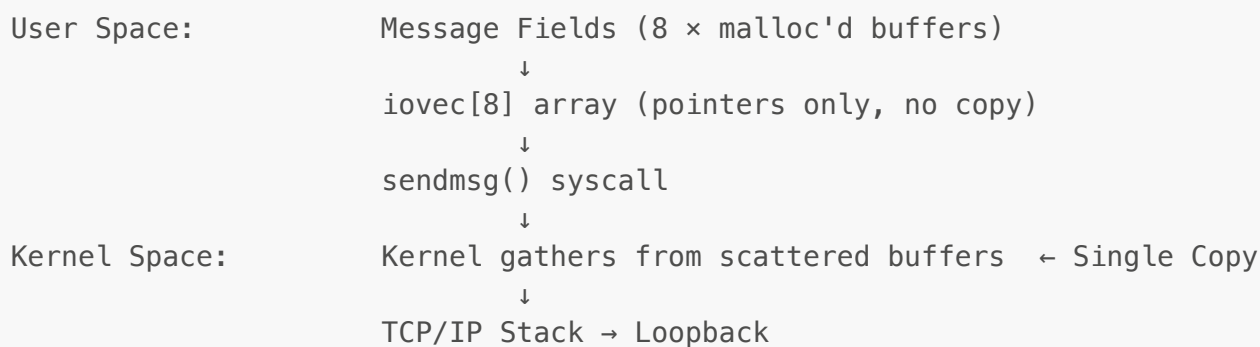 User Space: Message Fields (8 × malloc'd buffers)
↓
iovec[8] array (pointers only, no copy)
↓
sendmsg() syscall
↓
Kernel Space: Kernel gathers from scattered buffers ← Single Copy
↓
TCP/IP Stack → Loopback